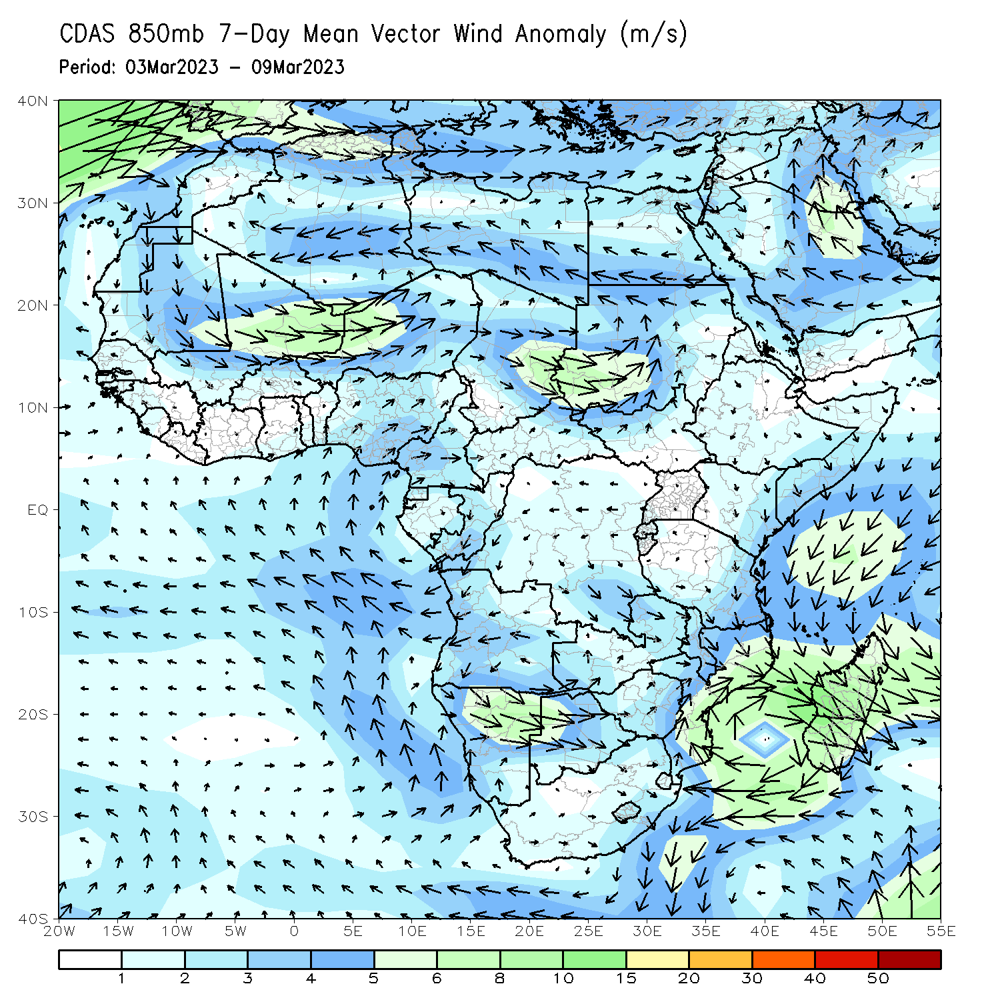 CDAS 850mb 7-Day Mean Vector Wind Anomaly (m/s)
Period: 03Mar2023 - 09Mar2023
40N
30N
20N
10N
EQ
10S
20S
30S
40S
20W 15W 10W 5W 0 5E 10E 15E 20E 25E 30E 35E 40E 45E 50E 55E
1 2 3 4 5 6 8 10 15 20 30 40 50